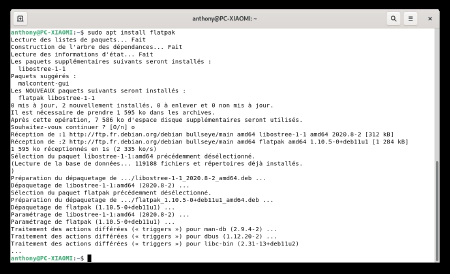 anthony@PC-XIAOMI: ~
anthony@PC-XIAOMI:~$ sudo apt install flatpak
Lecture des listes de paquets... Fait
Construction de l'arbre des dépendances... Fait
Lecture des informations d'état... Fait
Les paquets supplémentaires suivants seront installés :
libostree-1-1
Paquets suggérés :
malcontent-gui
Les NOUVEAUX paquets suivants seront installés :
flatpak libostree-1-1
0 mis à jour, 2 nouvellement installés, 0 à enlever et 0 non mis à jour.
Il est nécessaire de prendre 1 595 ko dans les archives.
Après cette opération, 7 586 ko d'espace disque supplémentaires seront utilisés.
Souhaitez-vous continuer ? [O/n] o
Réception de :1 http://ftp.fr.debian.org/debian bullseye/main amd64 libostree-1-1 amd64 2020.8-2 [312 kB]
Réception de :2 http://ftp.fr.debian.org/debian bullseye/main amd64 flatpak amd64 1.10.5-0+deb11u1 [1 284 kB]
1 595 ko réceptionnés en 1s (2 335 ko/s)
Sélection du paquet libostree-1-1:amd64 précédemment désélectionné.
(Lecture de la base de données... 119188 fichiers et répertoires déjà installés.
)
Préparation du dépaquetage de .../libostree-1-1_2020.8-2_amd64.deb ...
Dépaquetage de libostree-1-1:amd64 (2020.8-2) ...
Sélection du paquet flatpak précédemment désélectionné.
Préparation du dépaquetage de .../flatpak_1.10.5-0+deb11u1_amd64.deb ...
Dépaquetage de flatpak (1.10.5-0+deb11u1) ...
Paramétrage de libostree-1-1:amd64 (2020.8-2) ...
Paramétrage de flatpak (1.10.5-0+deb11u1) ...
Traitement des actions différées (« triggers ») pour man-db (2.9.4-2) ...
Traitement des actions différées (« triggers ») pour dbus (1.12.20-2) ...
Traitement des actions différées (« triggers ») pour libc-bin (2.31-13+deb11u2)
...
anthony@PC-XIAOMI:~$